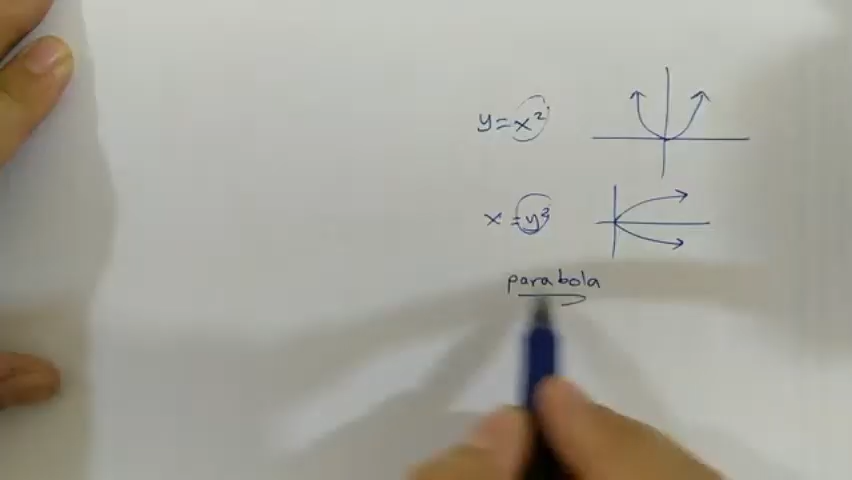 y = x²
x = y²
parabola